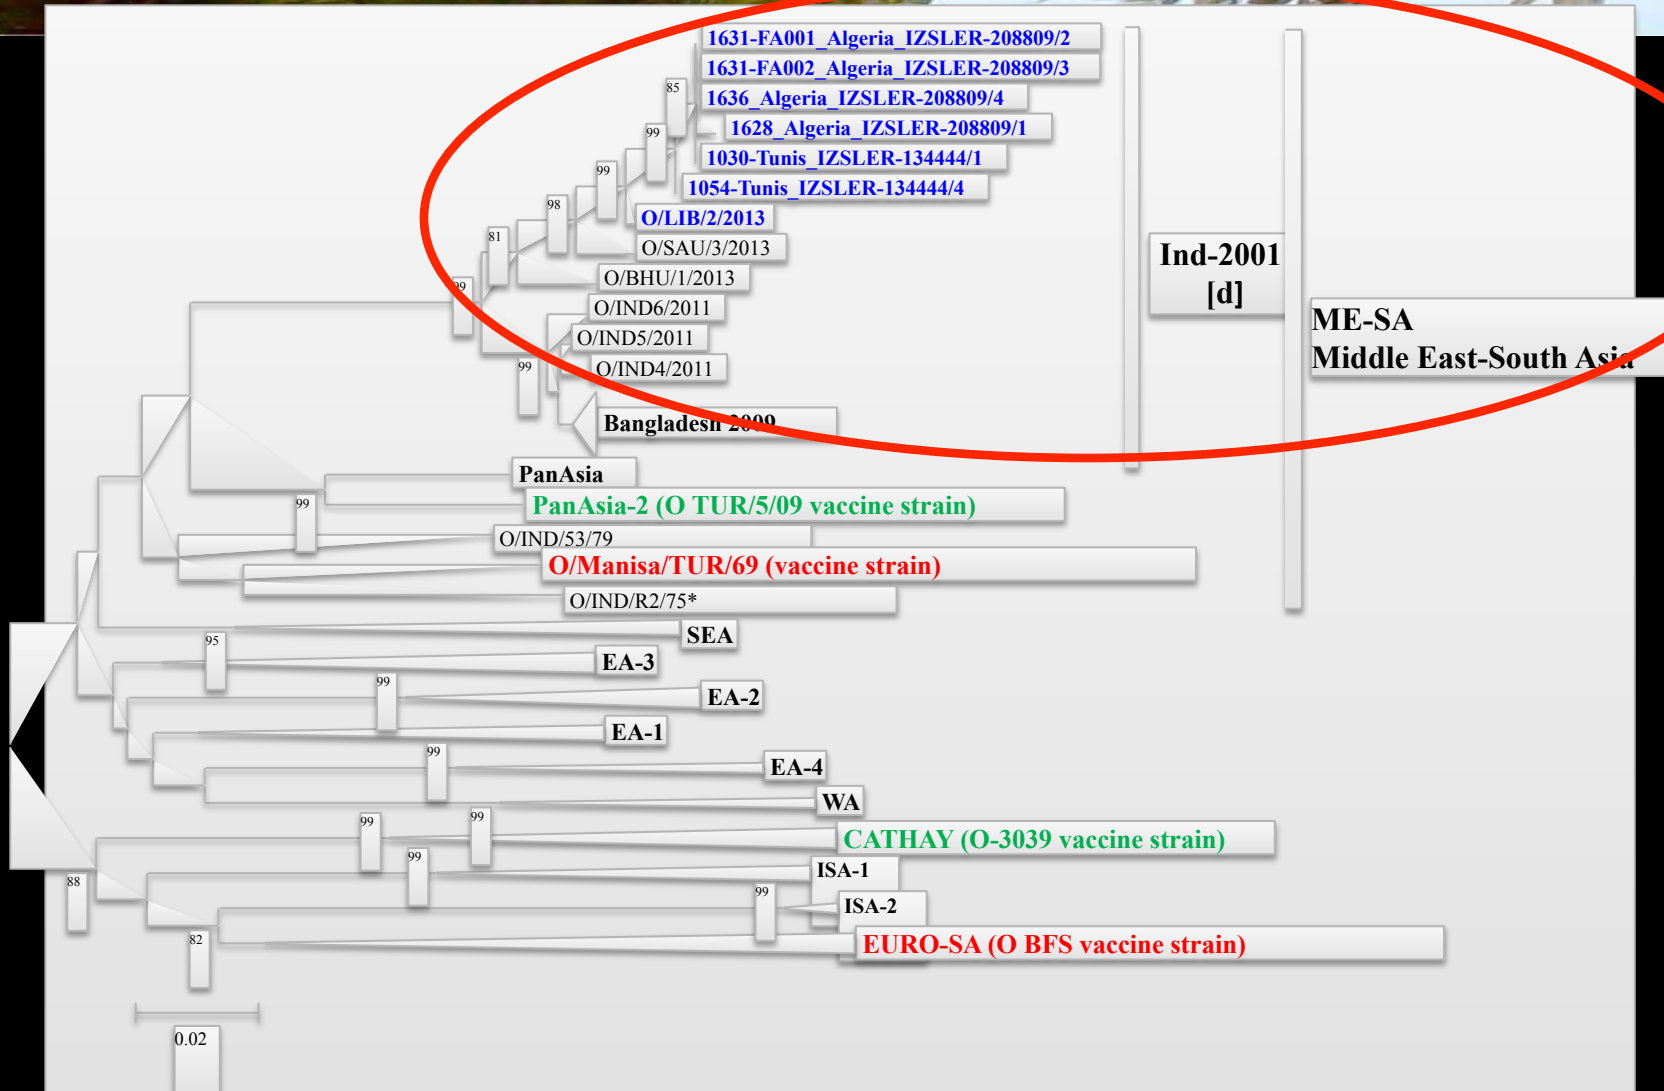 1631-FA001_Algeria_IZSLER-208809/2
1631-FA002_Algeria_IZSLER-208809/3
85
1636_Algeria_IZSLER-208809/4
1628_Algeria_IZSLER-208809/1
99
1030-Tunis_IZSLER-134444/1
99
1054-Tunis_IZSLER-134444/4
98
O/LIB/2/2013
81
O/SAU/3/2013
Ind-2001
[d]
O/BHU/1/2013
99
O/IND6/2011
ME-SA
Middle East-South Asia
O/IND5/2011
99
O/IND4/2011
Bangladesh 2009
PanAsia
99
PanAsia-2 (O TUR/5/09 vaccine strain)
O/IND/53/79
O/Manisa/TUR/69 (vaccine strain)
O/IND/R2/75*
SEA
95
EA-3
99
EA-2
EA-1
99
EA-4
WA
99
99
CATHAY (O-3039 vaccine strain)
99
ISA-1
88
99
ISA-2
82
EURO-SA (O BFS vaccine strain)
0.02